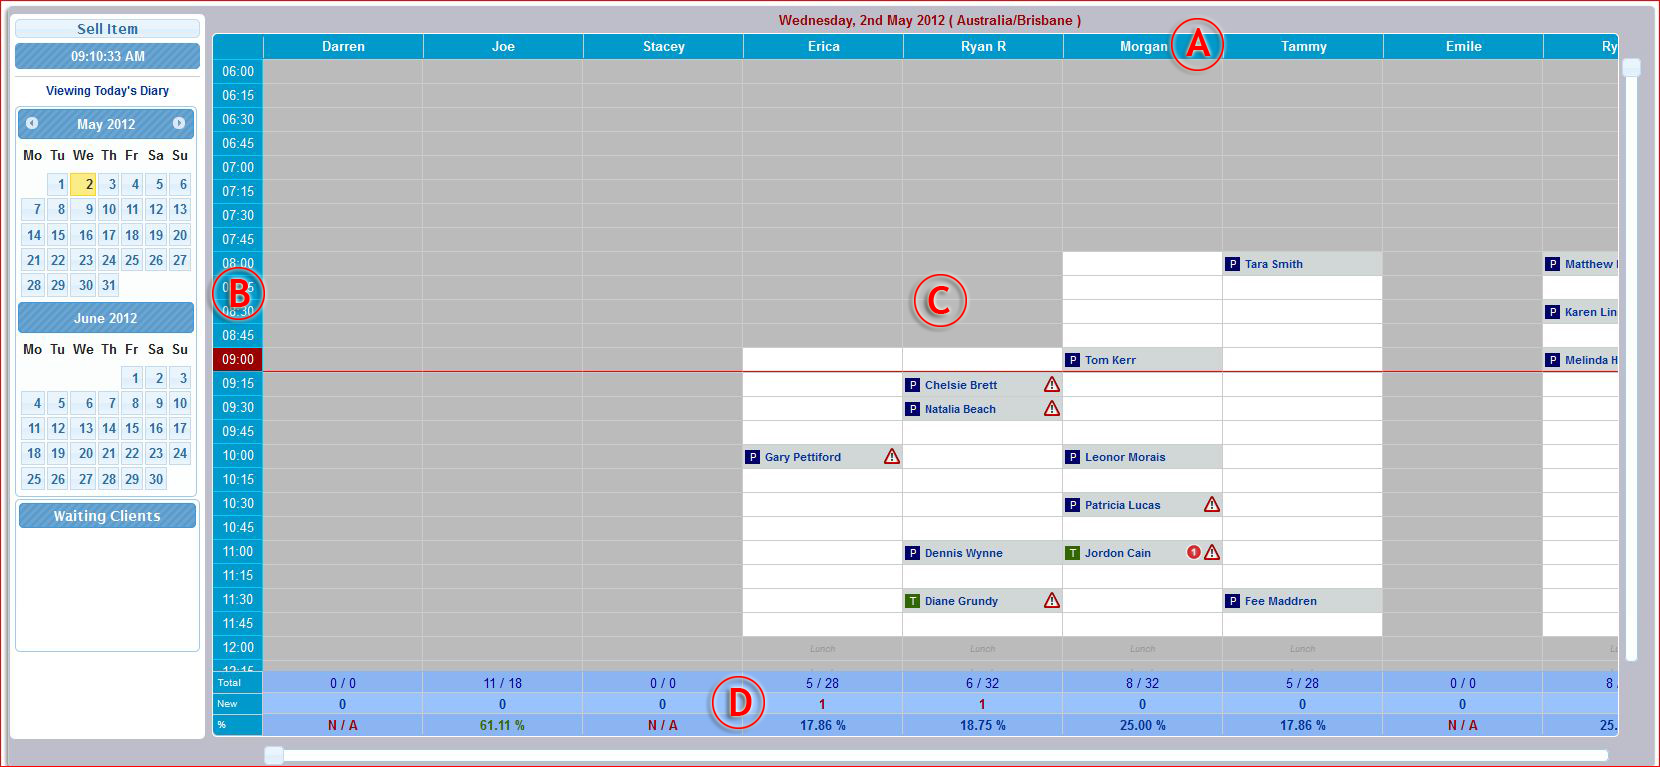 Sell Item
09:10:33 AM
Viewing Today's Diary
May 2012
Mo Tu We Th Fr Sa Su
1 2 3 4 5 6
7 8 9 10 11 12 13
14 15 16 17 18 19 20
21 22 23 24 25 26 27
28 29 30 31
June 2012
Mo Tu We Th Fr Sa Su
1 2 3
4 5 6 7 8 9 10
11 12 13 14 15 16 17
18 19 20 21 22 23 24
25 26 27 28 29 30
Waiting Clients
Wednesday, 2nd May 2012 ( Australia/Brisbane )
Darren Joe Stacey Erica Ryan R Morgan A Tammy Emile Ry
06:00
06:15
06:30
06:45
07:00
07:15
07:30
07:45
08:00 P Tara Smith P Matthew
B C
08:30 P Karen Lin
08:45
09:00 P Tom Kerr P Melinda H
09:15 P Chelsie Brett
09:30 P Natalia Beach
09:45
10:00 P Gary Pettiford P Leonor Morais
10:15
10:30 P Patricia Lucas
10:45
11:00 P Dennis Wynne T Jordon Cain 1
11:15
11:30 T Diane Grundy P Fee Maddren
11:45
12:00 Lunch Lunch Lunch Lunch
12:15
Total 0 / 0 11 / 18 0 / 0 5 / 28 6 / 32 8 / 32 5 / 28 0 / 0 8
New 0 0 0 D 1 1 0 0 0
% N / A 61.11 % N / A 17.86 % 18.75 % 25.00 % 17.86 % N / A 25.